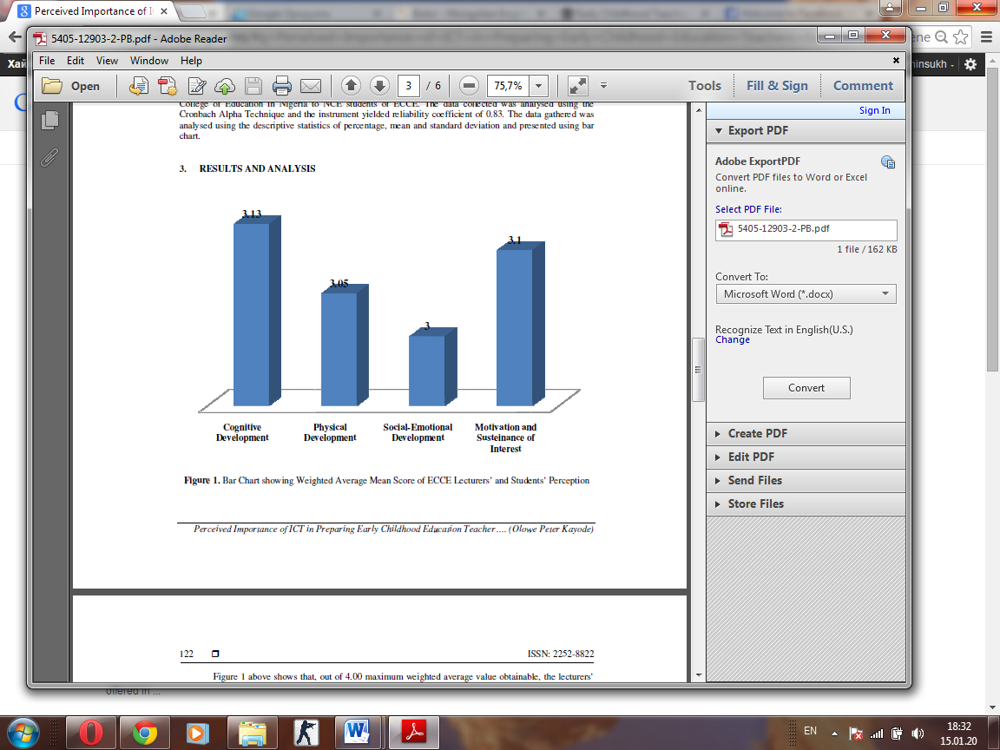 Perceived Importance of I
ene
Хай
hinsukh
5405-12903-2-PB.pdf - Adobe Reader
File Edit View Window Help
Open
3 / 6
75,7%
Tools Fill & Sign Comment
College of Education in Nigeria to NCE students of ECCE. The data collected was analysed using the
Cronbach Alpha Technique and the instrument yielded reliability coefficient of 0.83. The data gathered was
analysed using the descriptive statistics of percentage, mean and standard deviation and presented using bar
chart.
3. RESULTS AND ANALYSIS
3.13
3.05
3
3.1
Cognitive
Development
Physical
Development
Social-Emotional
Development
Motivation and
Susteinance of
Interest
Figure 1. Bar Chart showing Weighted Average Mean Score of ECCE Lecturers' and Students' Perception
Perceived Importance of ICT in Preparing Early Childhood Education Teacher .... (Olowe Peter Kayode)
122 ISSN: 2252-8822
Figure 1 above shows that, out of 4.00 maximum weighted average value obtainable, the lecturers'
Sign In
Export PDF
Adobe ExportPDF
Convert PDF files to Word or Excel
online.
Select PDF File:
5405-12903-2-PB.pdf
1 file / 162 KB
Convert To:
Microsoft Word (*.docx)
Recognize Text in English(U.S.)
Change
Convert
Create PDF
Edit PDF
Send Files
Store Files
offered in ...
EN
18:32
15.01.20